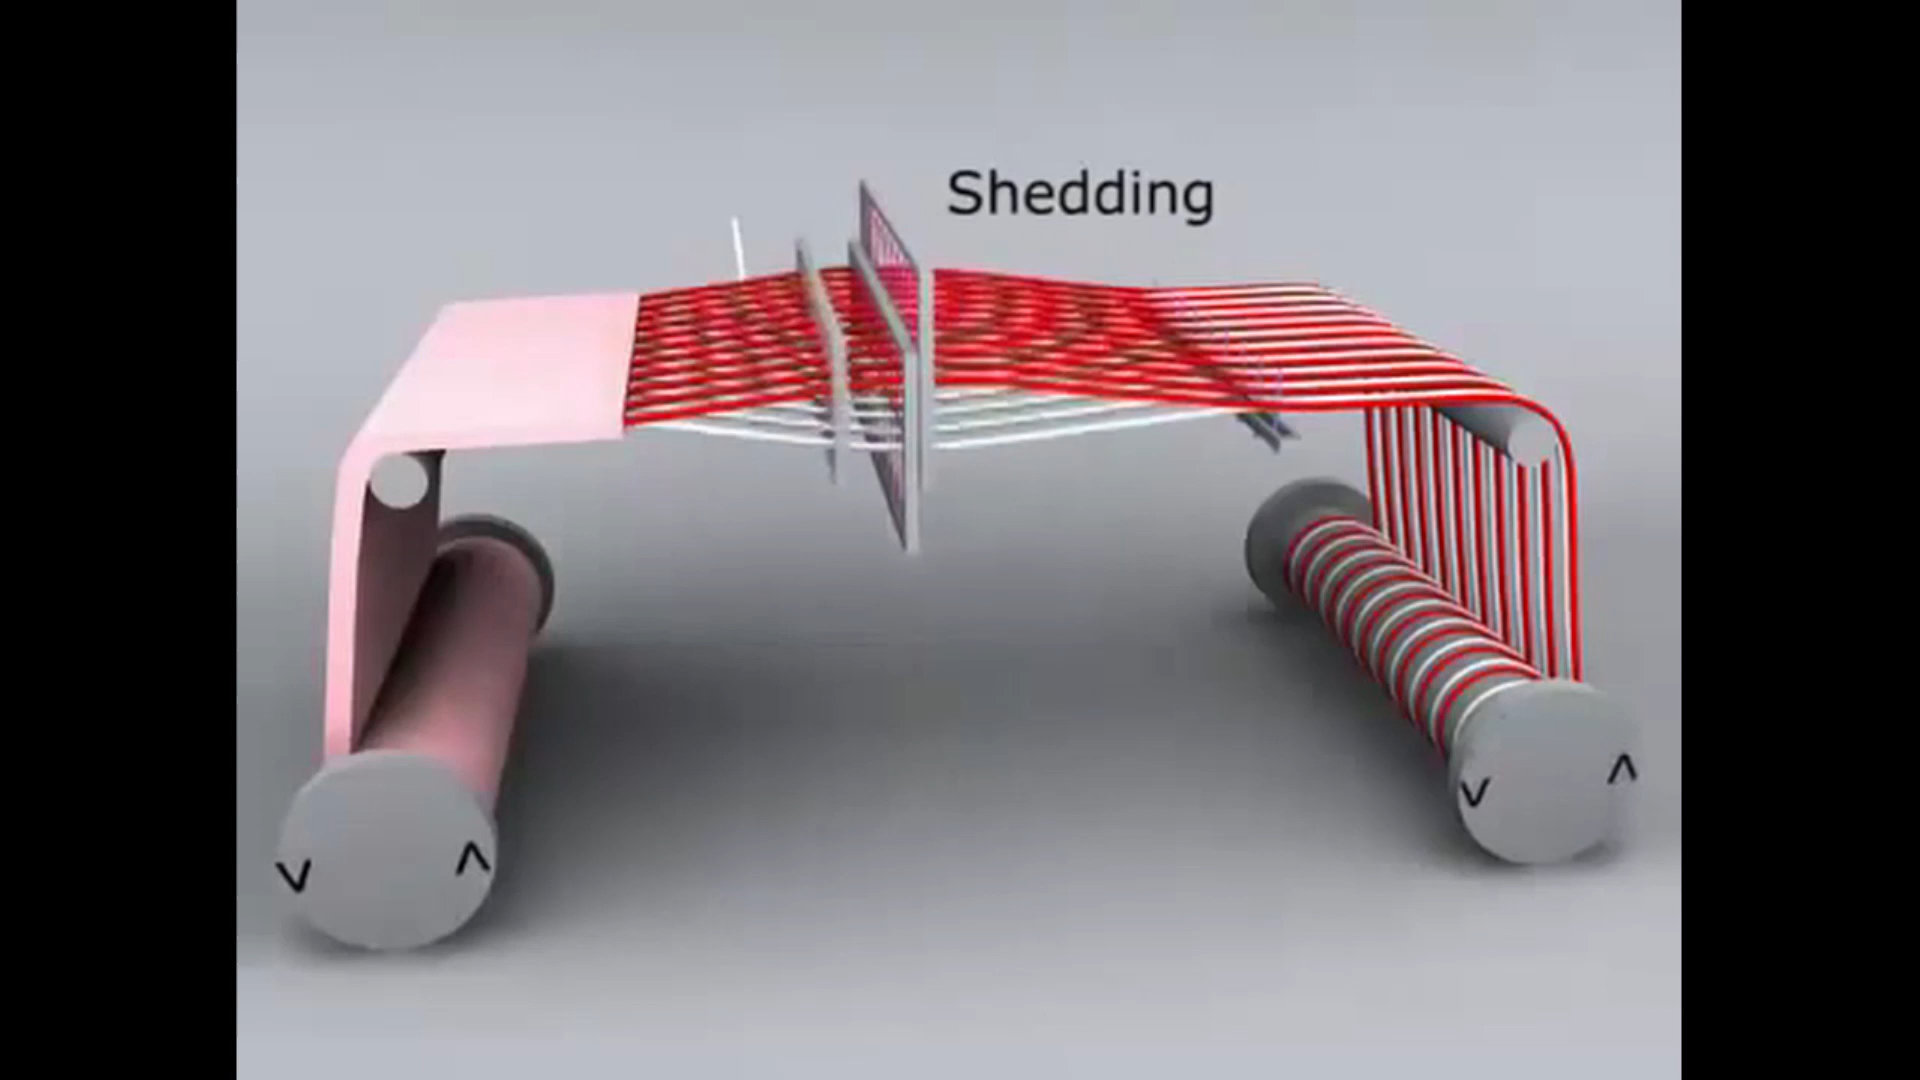 Shedding
V Λ
V Λ